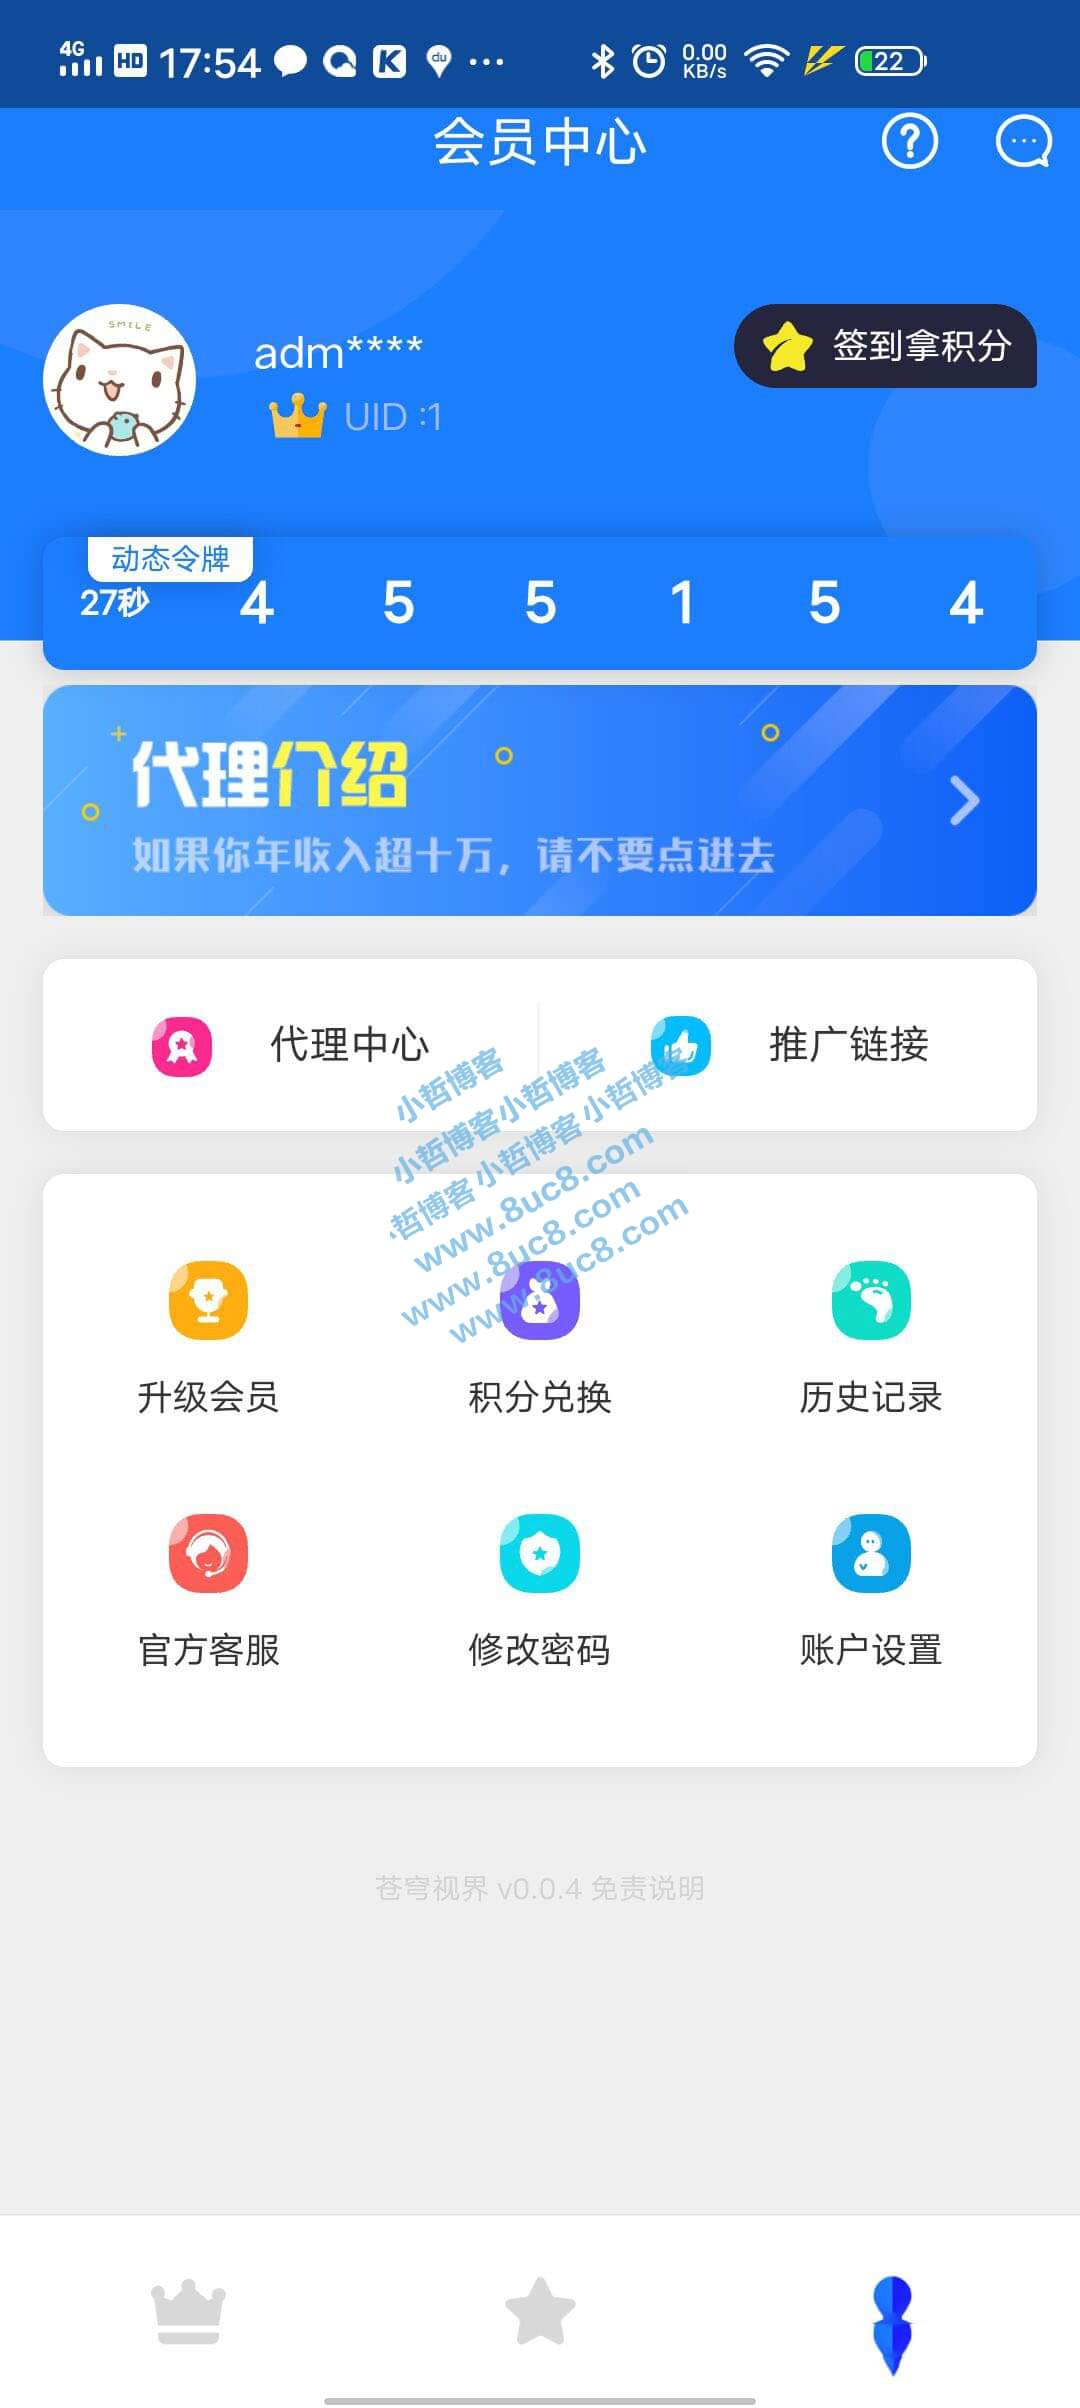 4G HD 17:54 du ... 0.00 KB/s 22
会员中心
SMILE
adm****
UID :1
签到拿积分
动态令牌
27秒 4 5 5 1 5 4
代理介绍
如果你年收入超十万，请不要点进去
代理中心 推广链接
小哲博客
小哲博客小哲博客
小哲博客小哲博客小哲博客
www.8uc8.com
www.8uc8.com
www.8uc8.com
升级会员 积分兑换 历史记录
官方客服 修改密码 账户设置
苍穹视界 v0.0.4 免责说明